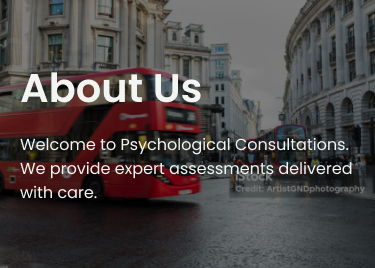 About Us
Welcome to Psychological Consultations.
We provide expert assessments delivered
with care.
iStock
Credit: ArtistGNDphotography